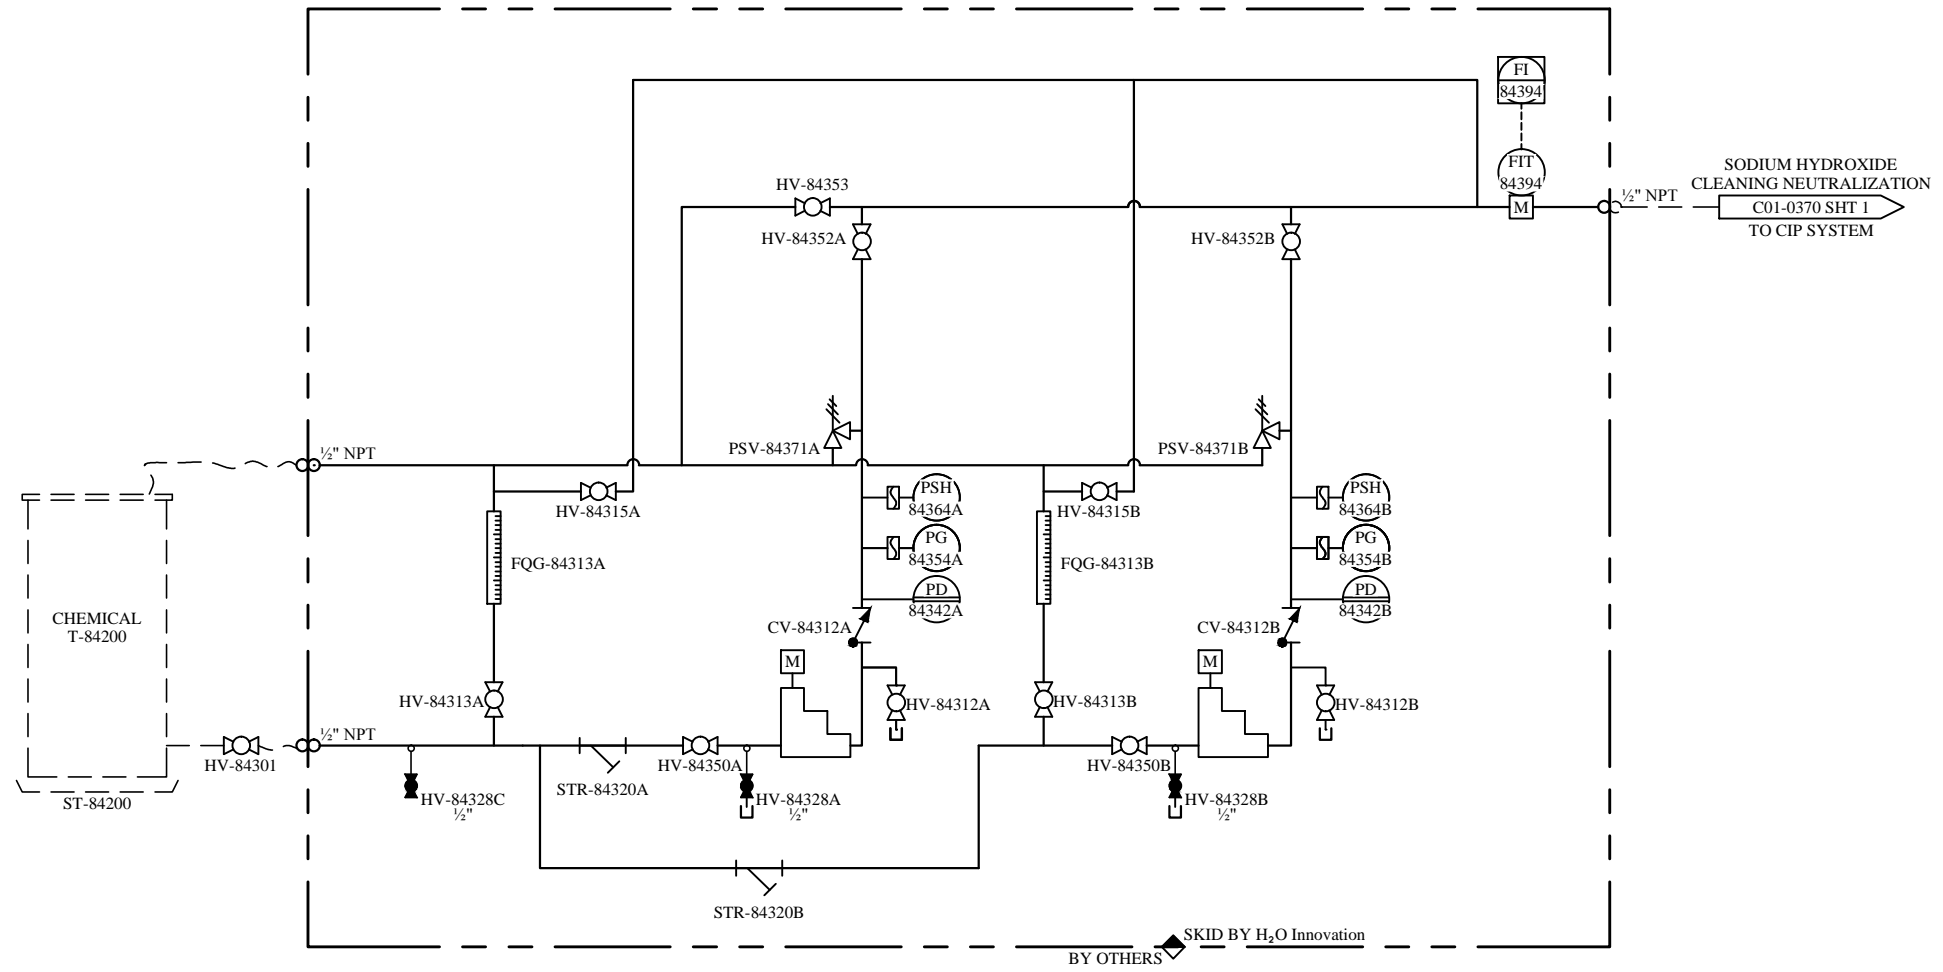 FI
84394
FIT
84394
M
½" NPT
SODIUM HYDROXIDE
CLEANING NEUTRALIZATION
C01-0370 SHT 1
TO CIP SYSTEM
HV-84353
HV-84352A
HV-84352B
PSV-84371A
PSV-84371B
½" NPT
HV-84315A
HV-84315B
PSH
84364A
PSH
84364B
FQG-84313A
PG
84354A
FQG-84313B
PG
84354B
PD
84342A
PD
84342B
CHEMICAL
T-84200
CV-84312A
CV-84312B
M
M
HV-84313A
HV-84312A
HV-84313B
HV-84312B
½" NPT
HV-84301
HV-84350A
HV-84350B
STR-84320A
ST-84200
HV-84328C
½"
HV-84328A
½"
HV-84328B
½"
STR-84320B
SKID BY H₂O Innovation
BY OTHERS